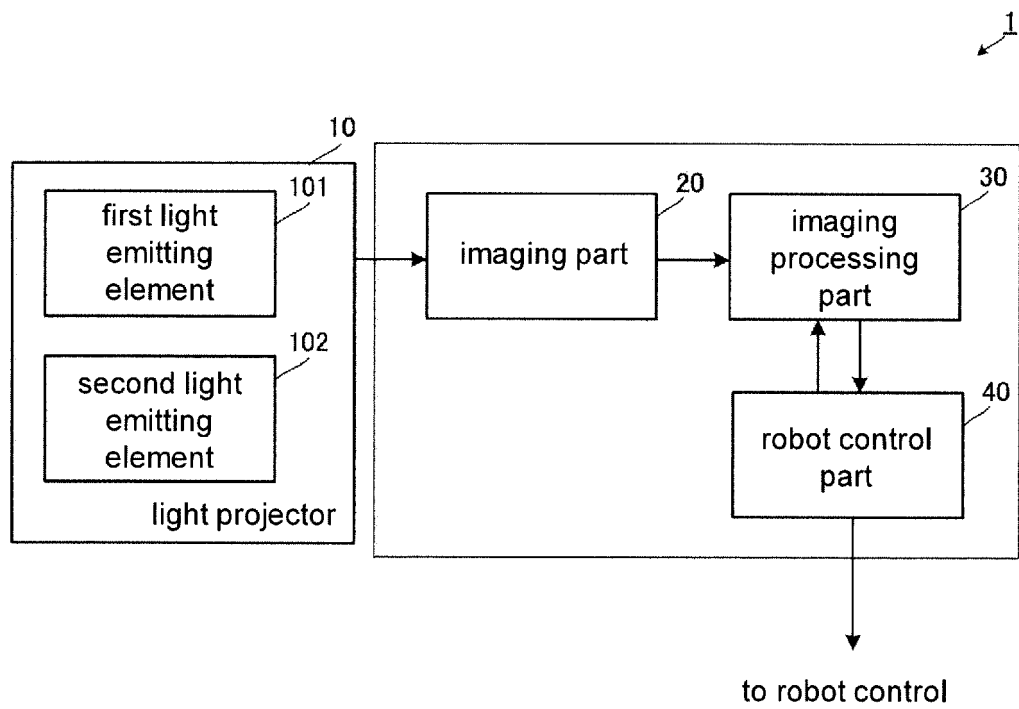 1
10
101
first light
emitting
element
102
second light
emitting
element
light projector
20
imaging part
30
imaging
processing
part
40
robot control
part
to robot control